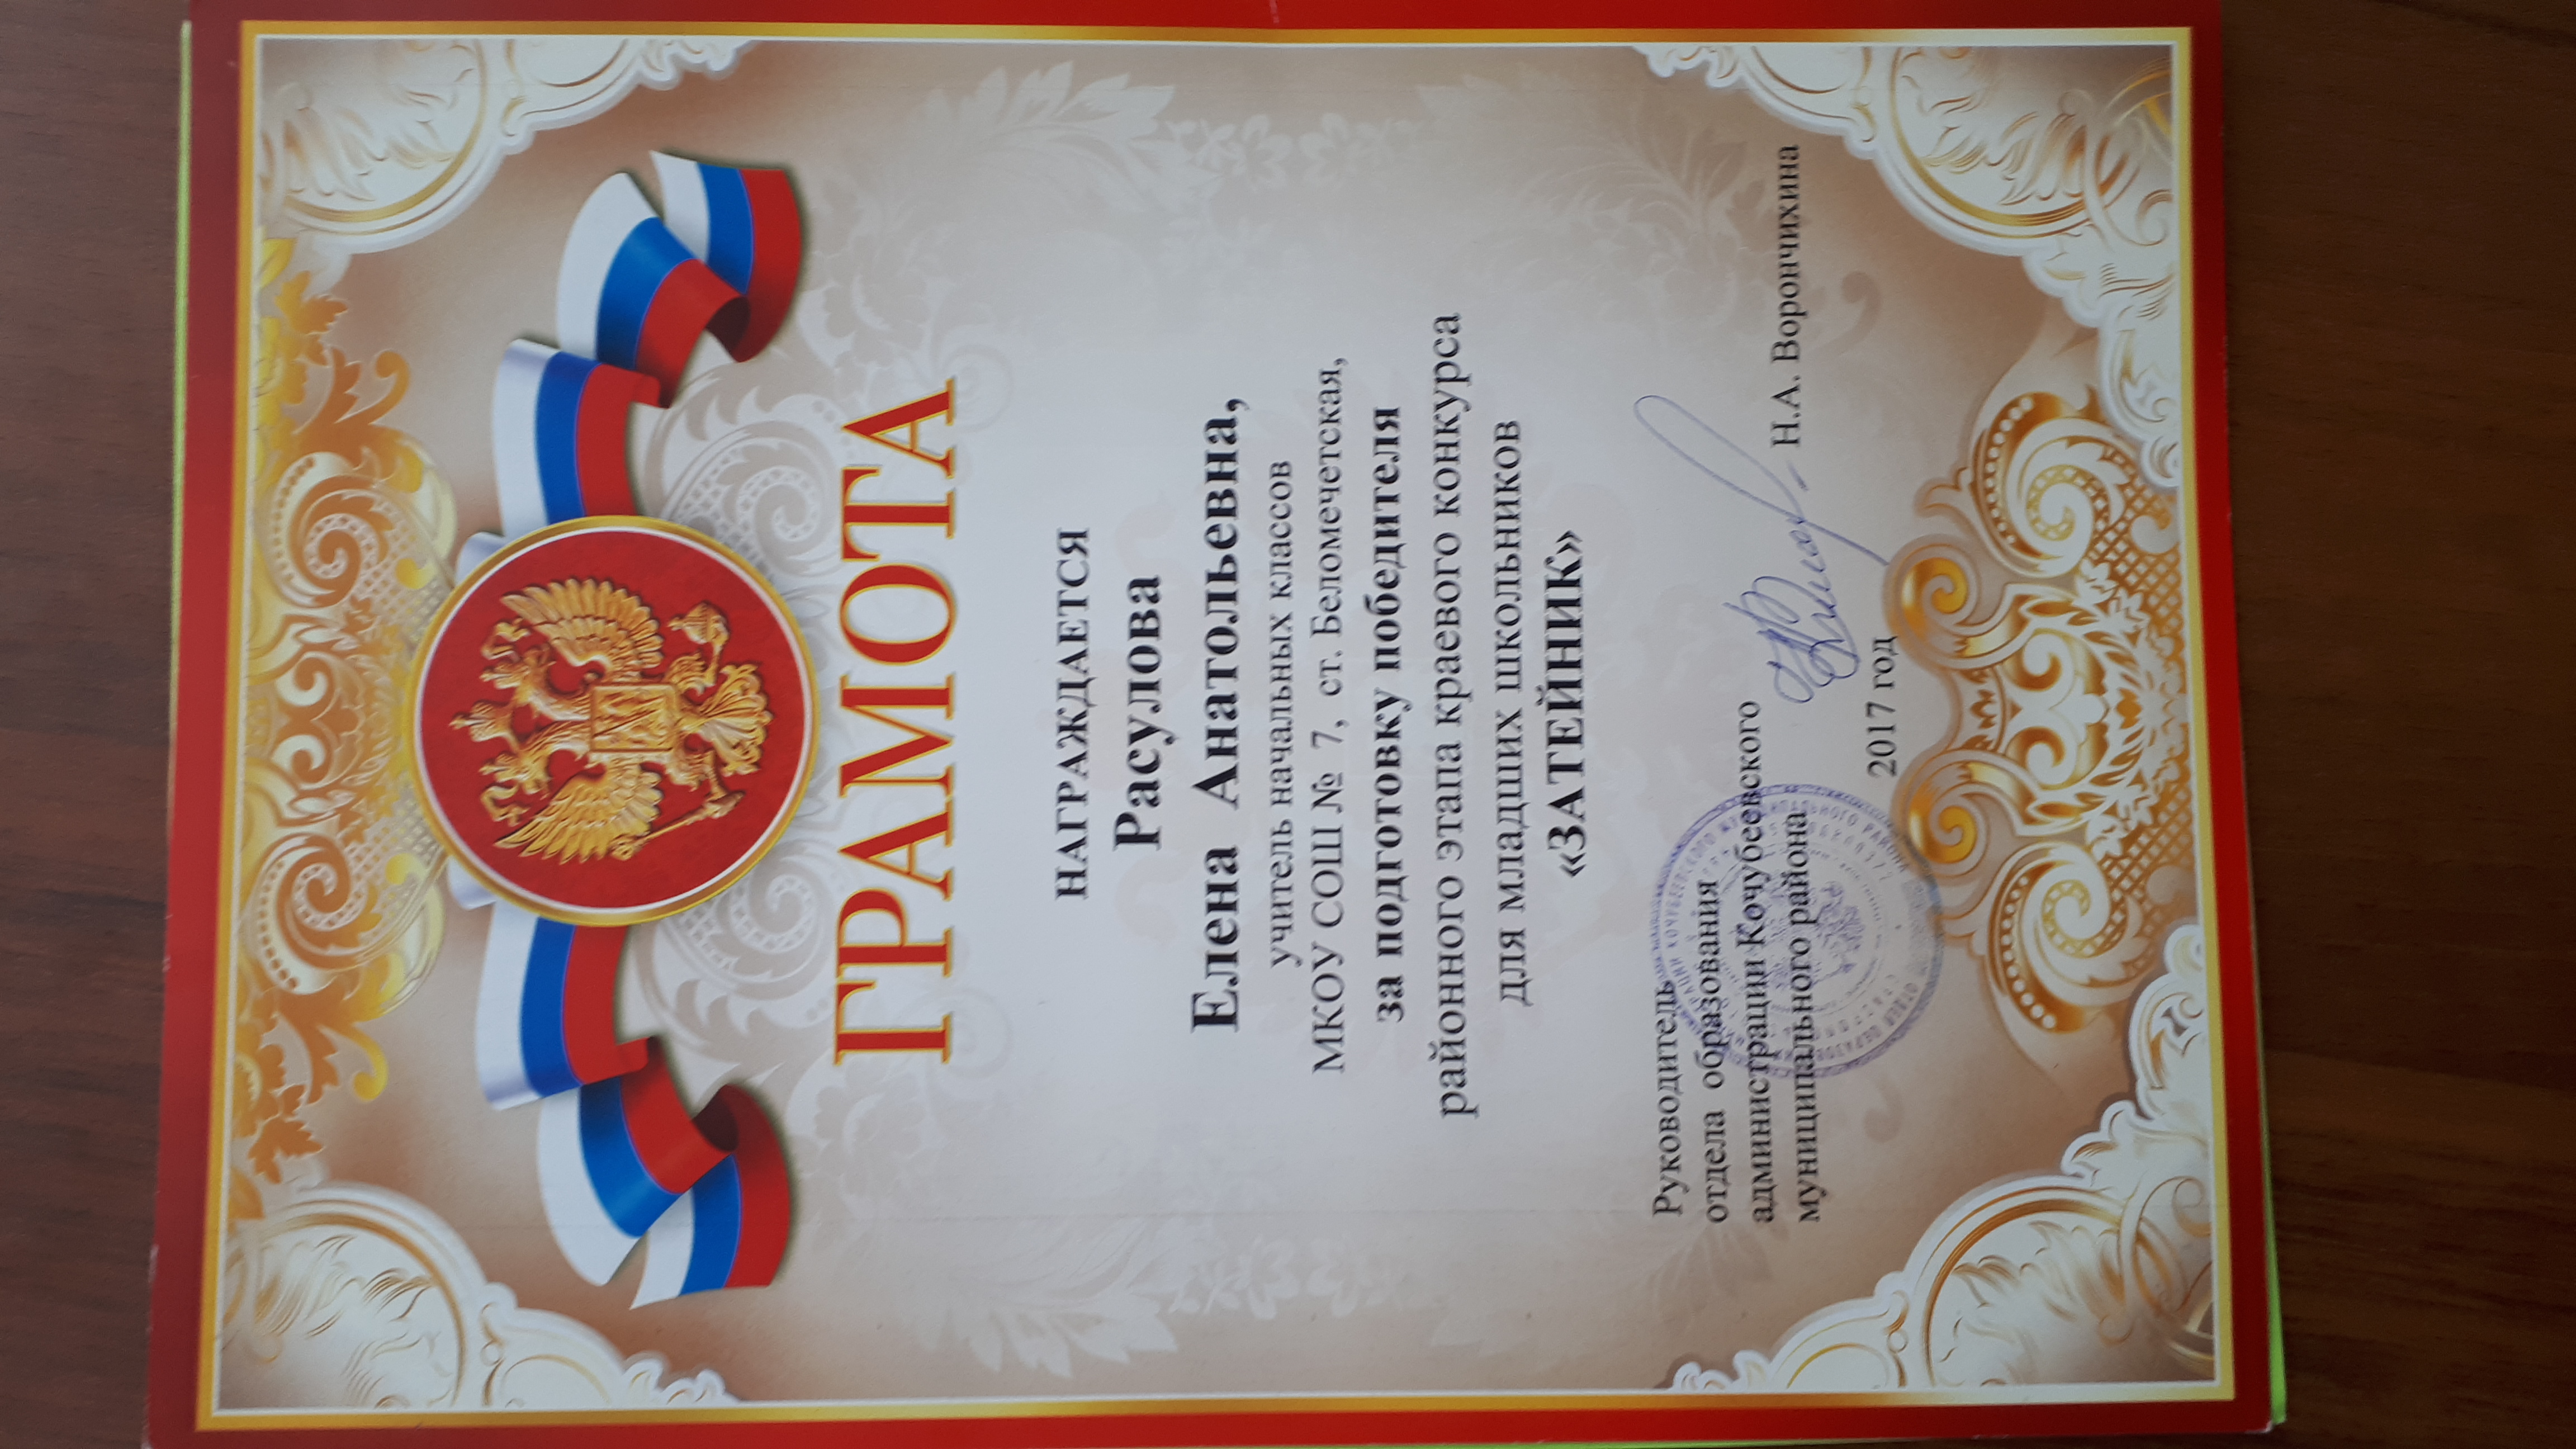 ГРАМОТА
НАГРАЖДАЕТСЯ
Расулова
Елена Анатольевна,
учитель начальных классов
МКОУ СОШ № 7, ст. Беломечетская,
за подготовку победителя
районного этапа краевого конкурса
для младших школьников
«ЗАТЕЙНИК»
Руководитель
отдела образования
администрации Кочубеевского
муниципального района
Н.А. Ворончихина
2017 год